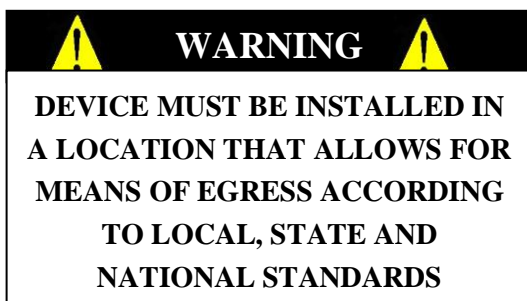 WARNING
DEVICE MUST BE INSTALLED IN
A LOCATION THAT ALLOWS FOR
MEANS OF EGRESS ACCORDING
TO LOCAL, STATE AND
NATIONAL STANDARDS